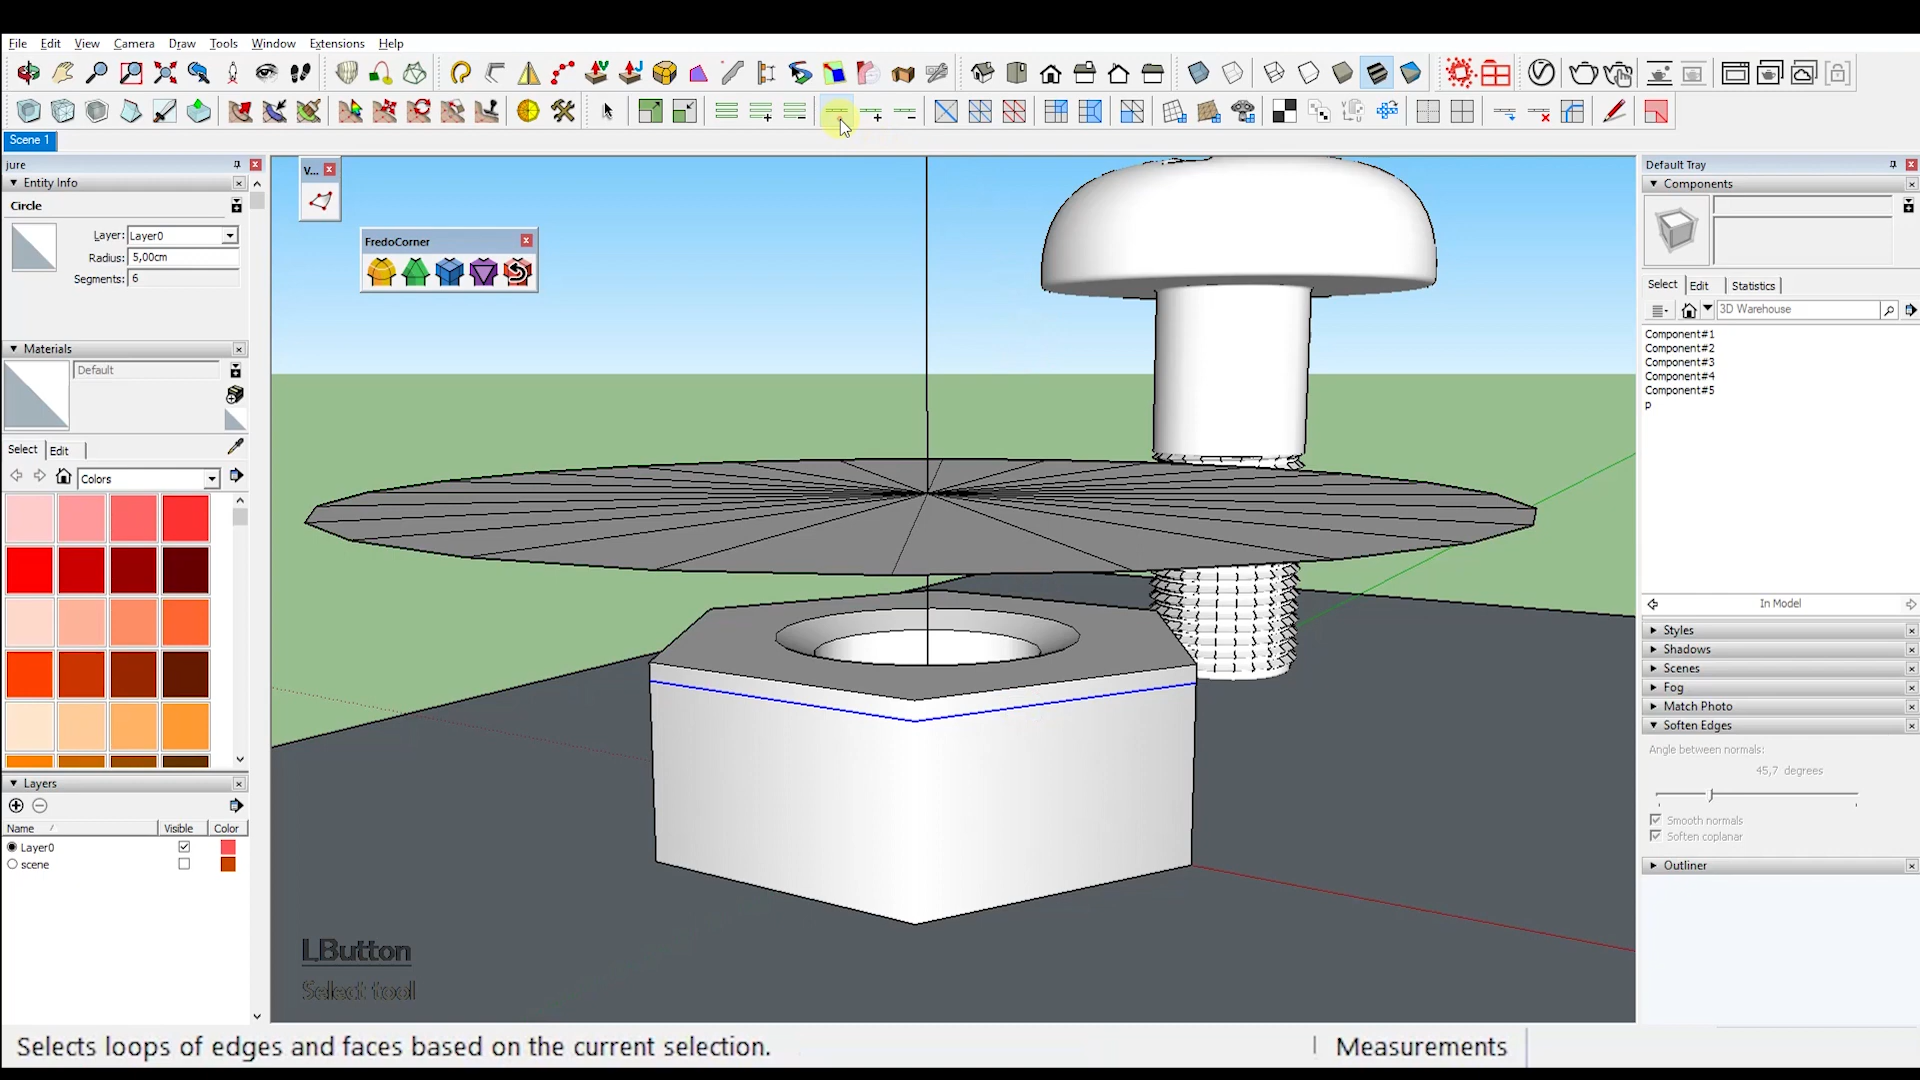 File Edit View Camera Draw Tools Window Extensions Help
Scene 1
jure
Entity Info
Circle
Layer: Layer0
Radius: 5,00cm
Segments: 6
Materials
Default
Select Edit
Colors
Layers
Name Visible Color
Layer0
scene
V...
FredoCorner
LButton
Select tool
Default Tray
Components
Select Edit Statistics
3D Warehouse
Component#1
Component#2
Component#3
Component#4
Component#5
p
In Model
Styles
Shadows
Scenes
Fog
Match Photo
Soften Edges
Angle between normals:
45,7 degrees
Smooth normals
Soften coplanar
Outliner
Selects loops of edges and faces based on the current selection.
Measurements